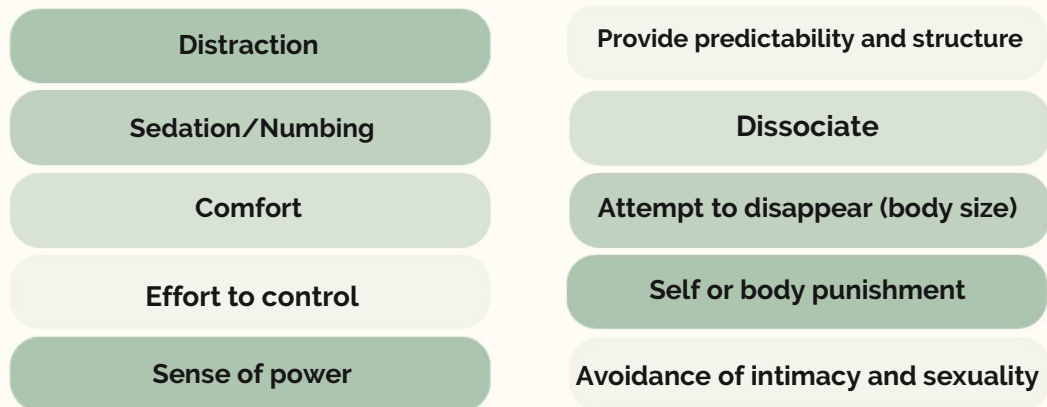 Distraction
Sedation/Numbing
Comfort
Effort to control
Sense of power
Provide predictability and structure
Dissociate
Attempt to disappear (body size)
Self or body punishment
Avoidance of intimacy and sexuality